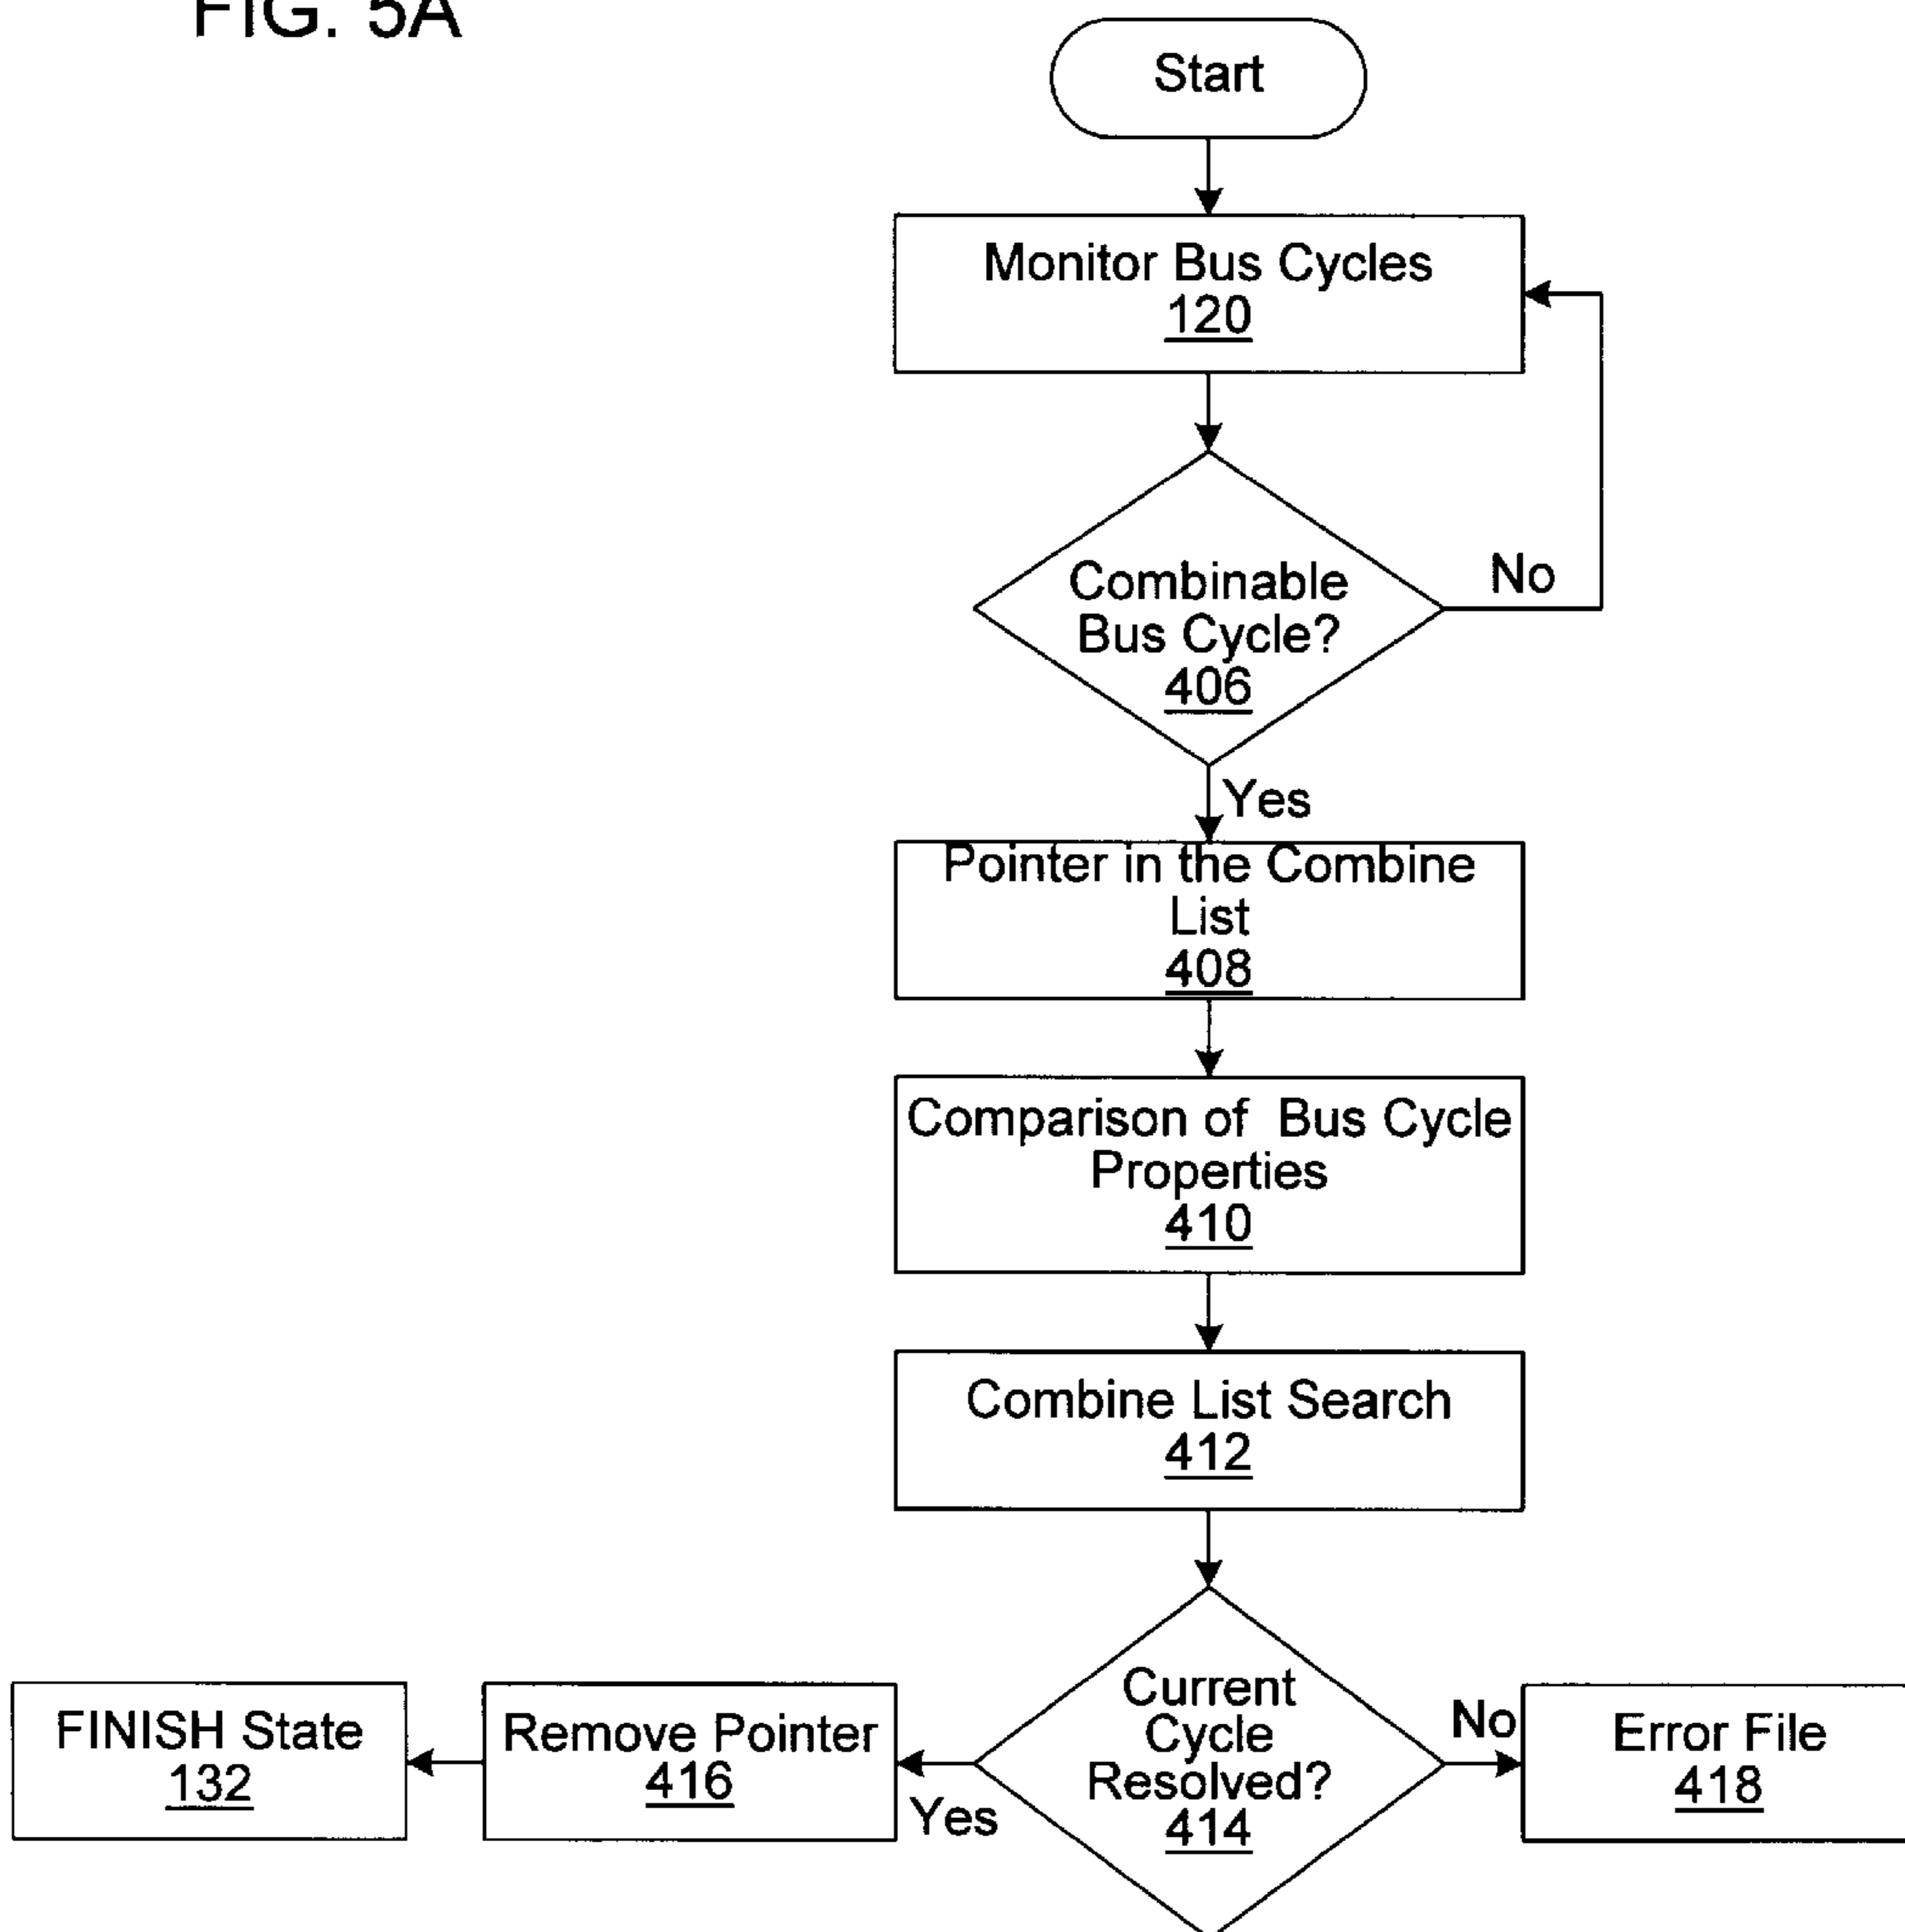 FIG. 5A
Start
Monitor Bus Cycles
120
Combinable
Bus Cycle?
406
No
Yes
Pointer in the Combine
List
408
Comparison of Bus Cycle
Properties
410
Combine List Search
412
Current
Cycle
Resolved?
414
Yes
No
Remove Pointer
416
FINISH State
132
Error File
418